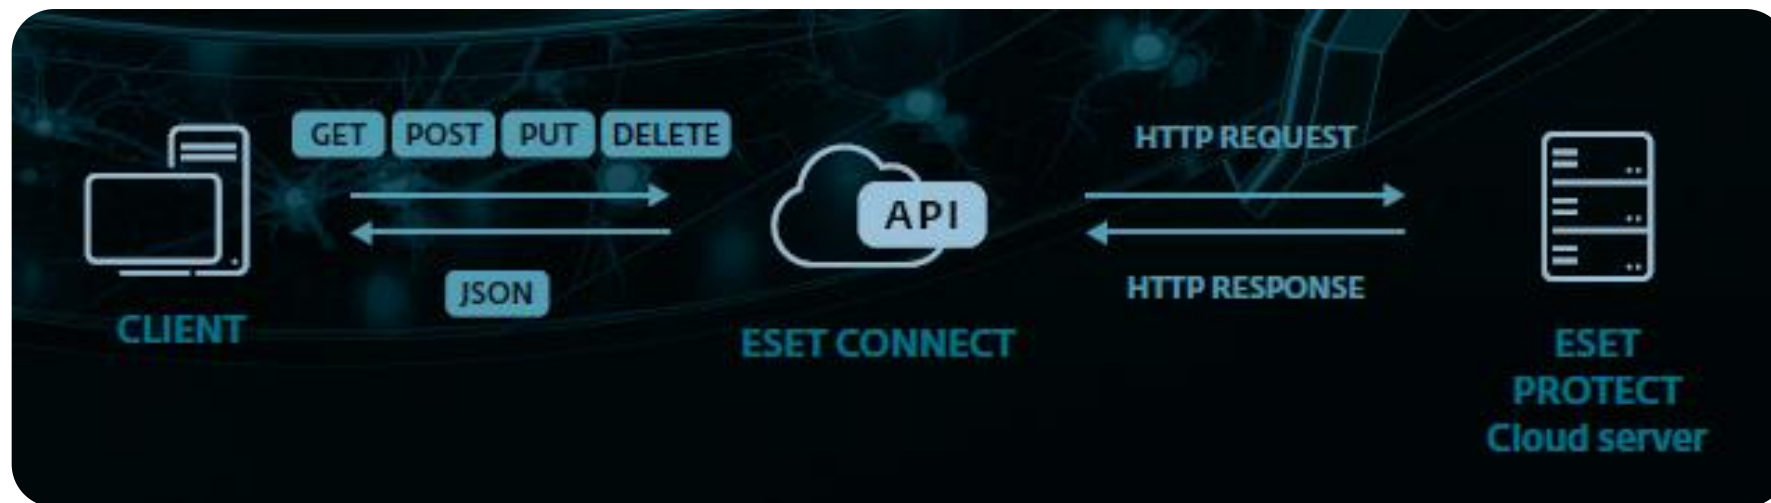 GET POST PUT DELETE
HTTP REQUEST
API
JSON
HTTP RESPONSE
CLIENT
ESET CONNECT
ESET
PROTECT
Cloud server